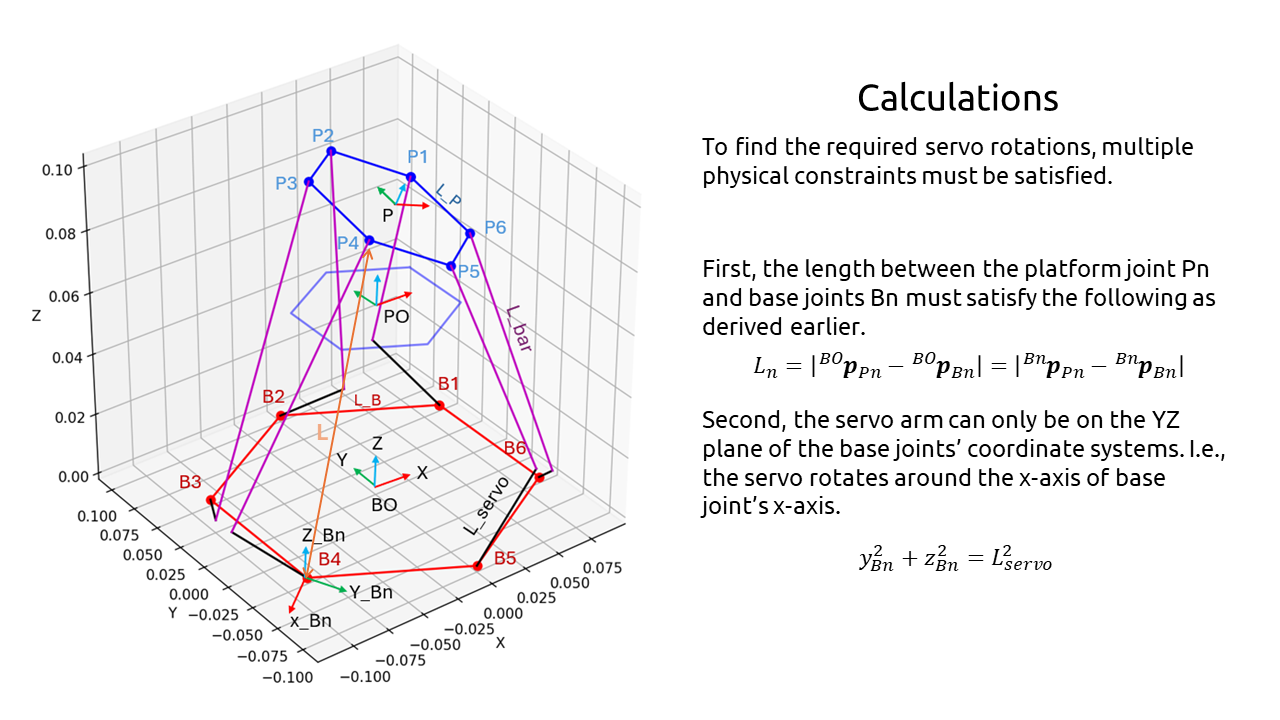 Calculations
To find the required servo rotations, multiple
physical constraints must be satisfied.
First, the length between the platform joint Pn
and base joints Bn must satisfy the following as
derived earlier.
L_n = |^{BO}p_{Pn} − ^{BO}p_{Bn}| = |^{Bn}p_{Pn} − ^{Bn}p_{Bn}|
Second, the servo arm can only be on the YZ
plane of the base joints’ coordinate systems. I.e.,
the servo rotates around the x-axis of base
joint’s x-axis.
y_{Bn}^2 + z_{Bn}^2 = L_{servo}^2
P2
P1
P3
L_P
P
P6
P4
P5
PO
L_bar
B1
B2
L_B
L
B6
Z
Y
X
B3
BO
L_servo
Z_Bn
B4
B5
Y_Bn
x_Bn
Z
0.10
0.08
0.06
0.04
0.02
0.00
0.100
0.075
0.050
0.025
0.000
Y
−0.025
−0.050
−0.075
−0.100
−0.100
−0.075
−0.050
−0.025
X
0.000
0.025
0.050
0.075